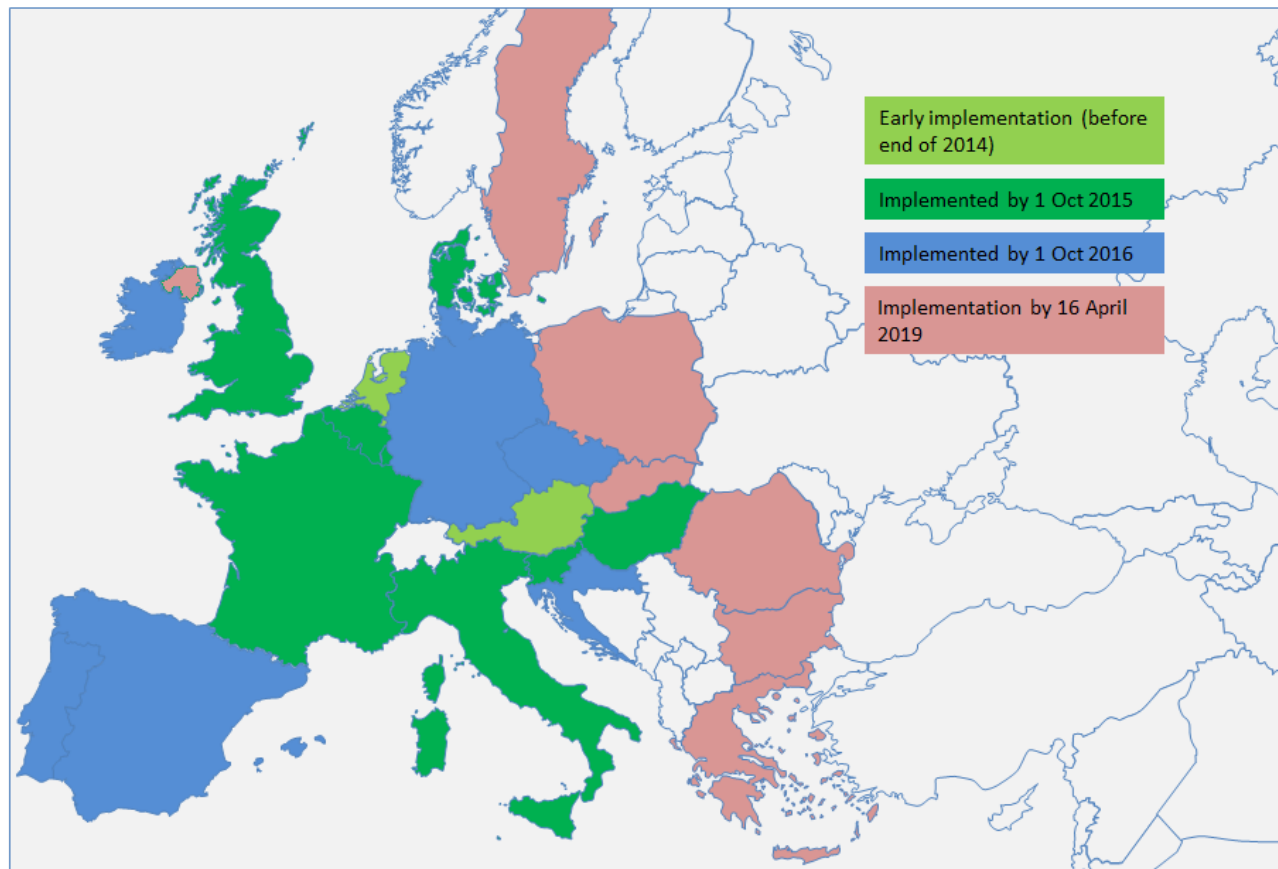 Early implementation (before
end of 2014)
Implemented by 1 Oct 2015
Implemented by 1 Oct 2016
Implementation by 16 April
2019